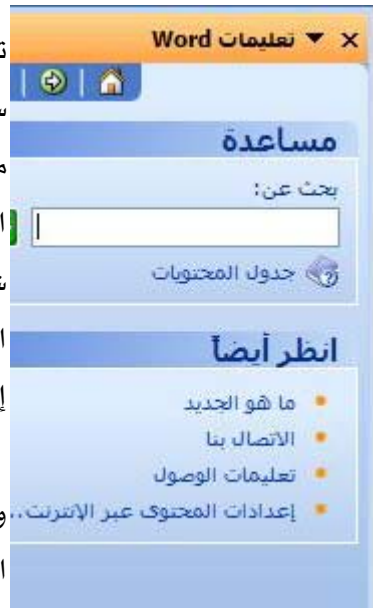 تعليمات Word
مساعدة
بحث عن:
جدول المحتويات
انظر أيضاً
ما هو الجديد
الاتصال بنا
تعليمات الوصول
إعدادات المحتوى عبر الإنترنت...